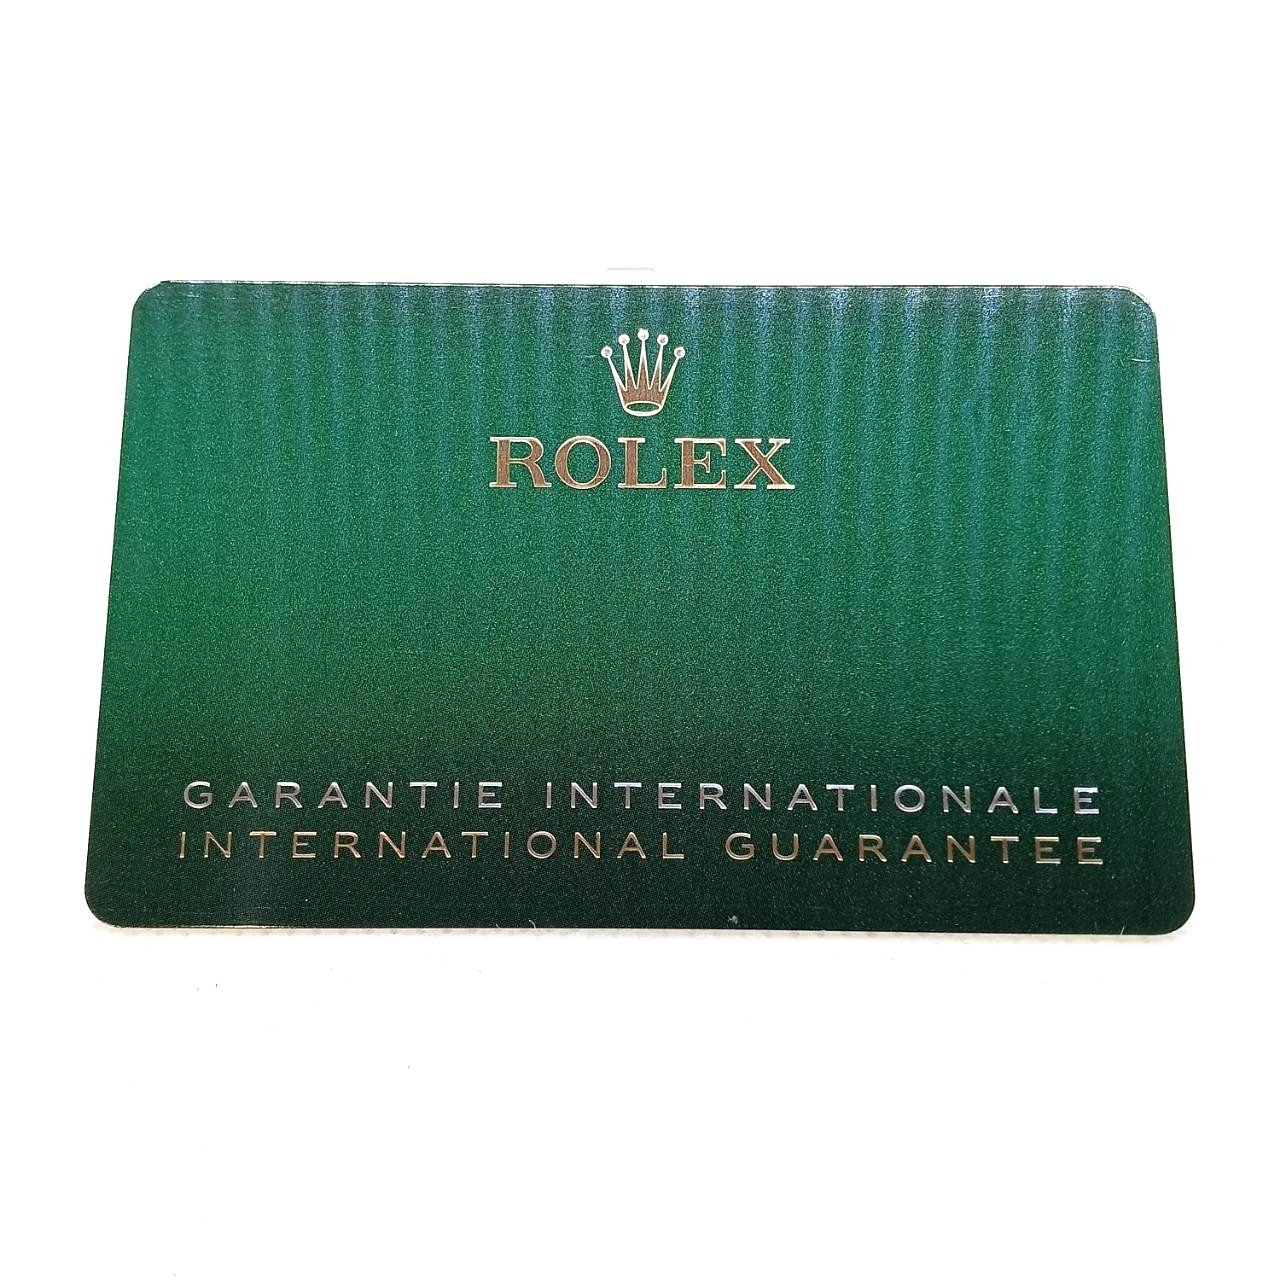 ROLEX
GARANTIE INTERNATIONALE
INTERNATIONAL GUARANTEE